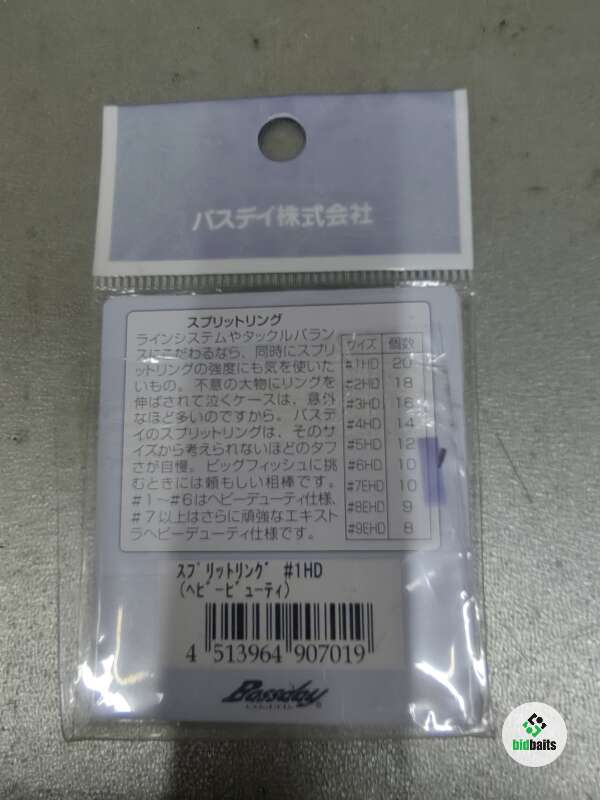 バスデイ株式会社
スプリットリング
ラインシステムやタックルバラン
スにこだわるなら、同時にスプリ
ットリングの強度にも気を使いた
いもの。不意の大物にリングを
伸ばされて泣くケースは、意外
なほど多いのですから。バスデ
イのスプリットリングは、そのサ
イズから考えられないほどのタフ
さが自慢。ビッグフィッシュに挑
むときには頼もしい相棒です。
#1〜#6はヘビーデューティ仕様、
#7以上はさらに頑強なエキスト
ラヘビーデューティ仕様です。
サイズ 個数
#1HD 20
#2HD 18
#3HD 16
#4HD 14
#5HD 12
#6HD 10
#7EHD 10
#8EHD 9
#9EHD 8
ｽﾌﾟﾘｯﾄﾘﾝｸﾞ #1HD
(ﾍﾋﾞｰﾋﾞｭｰﾃｨ)
4 513964 907019
Bassday®
CO.,LTD.
bidbaits